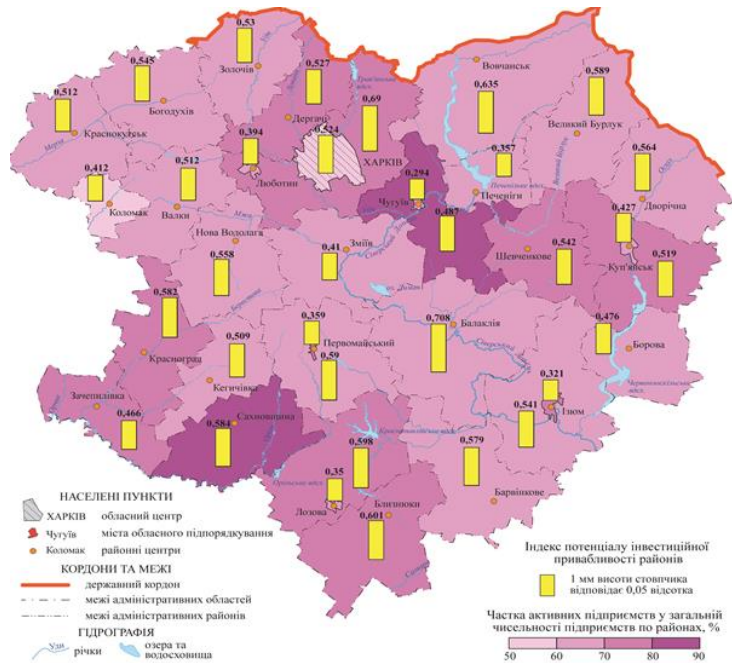 0,53
0,545
0,527
0,589
Золочів
Вовчанськ
0,512
0,69
0,635
Богодухів
Великий Бурлук
Дергачі
Краснокутськ
0,394
0,524
0,564
ХАРКІВ
0,357
0,412
0,512
Люботин
0,294
Печенізьке вдсх.
Коломак
Чугуїв
Печеніги
Дворічна
Валки
0,427
0,487
Нова Водолага
Зміїв
0,542
0,41
Шевченкове
Куп'янськ
0,519
0,558
0,582
0,708
0,476
0,359
Балаклія
Борова
Красноград
0,509
Первомайський
0,59
0,321
Кегичівка
Зачепилівка
0,541
Ізюм
0,466
Сахновщина
0,584
0,579
0,598
Барвінкове
0,35
Лозова
Близнюки
0,601
НАСЕЛЕНІ ПУНКТИ
ХАРКІВ обласний центр
Чугуїв міста обласного підпорядкування
Коломак районні центри
КОРДОНИ ТА МЕЖІ
державний кордон
межі адміністративних областей
межі адміністративних районів
ГІДРОГРАФІЯ
Уди річки
озера та
водосховища
Індекс потенціалу інвестиційної
привабливості районів
1 мм висоти стовпчика
відповідає 0,05 відсотка
Частка активних підприємств у загальній
чисельності підприємств по районах, %
50 60 70 80 90